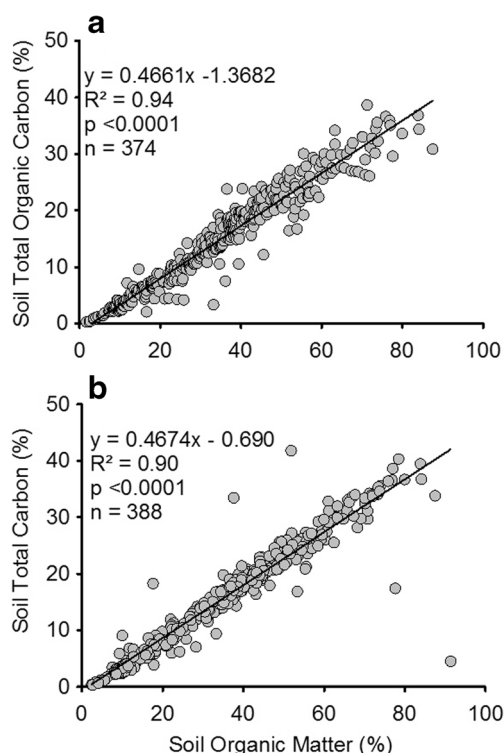 a
50
y = 0.4661x -1.3682
40
R² = 0.94
p <0.0001
30
n = 374
20
10
0
0 20 40 60 80 100
Soil Total Organic Carbon (%)
b
50
y = 0.4674x - 0.690
40
R² = 0.90
p <0.0001
30
n = 388
20
10
0
0 20 40 60 80 100
Soil Total Carbon (%)
Soil Organic Matter (%)